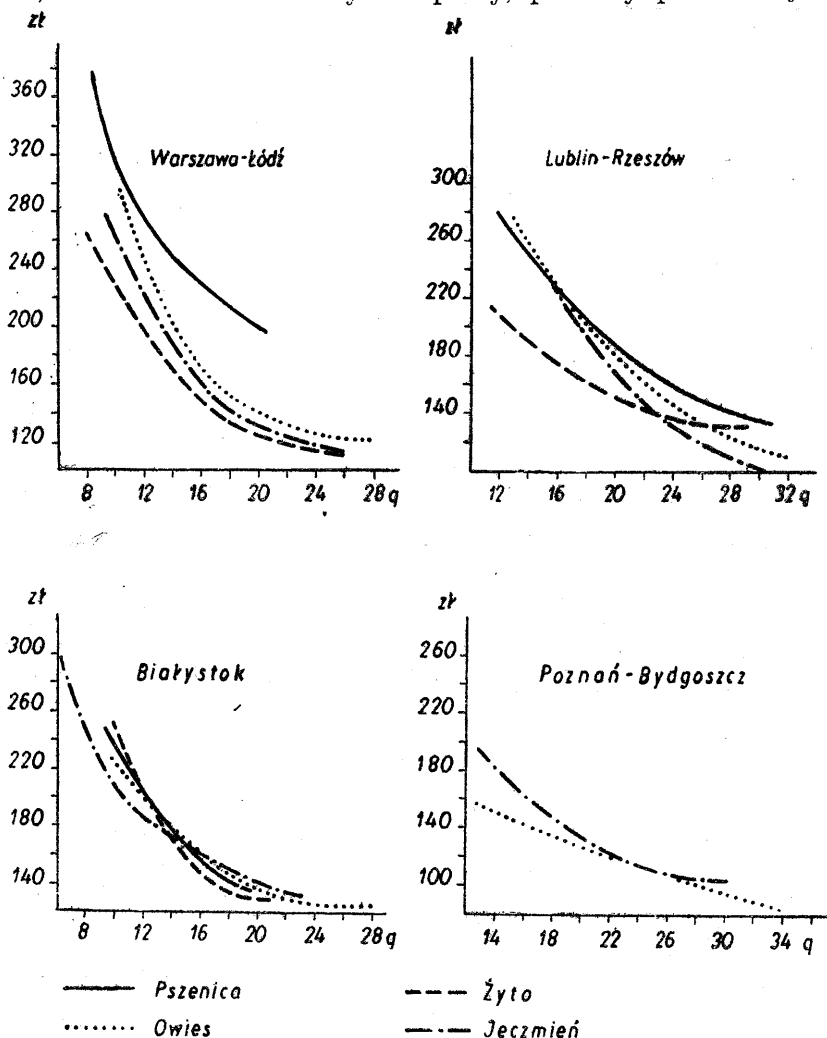 zł
zł
Warszawa-Łódź
360
320
280
240
200
160
120
8 12 16 20 24 28 q
Lublin-Rzeszów
300
260
220
180
140
12 16 20 24 28 32 q
zł
Białystok
300
260
220
180
140
8 12 16 20 24 28 q
zł
Poznań-Bydgoszcz
260
220
180
140
100
14 18 22 26 30 34 q
Pszenica
Żyto
Owies
Jęczmień